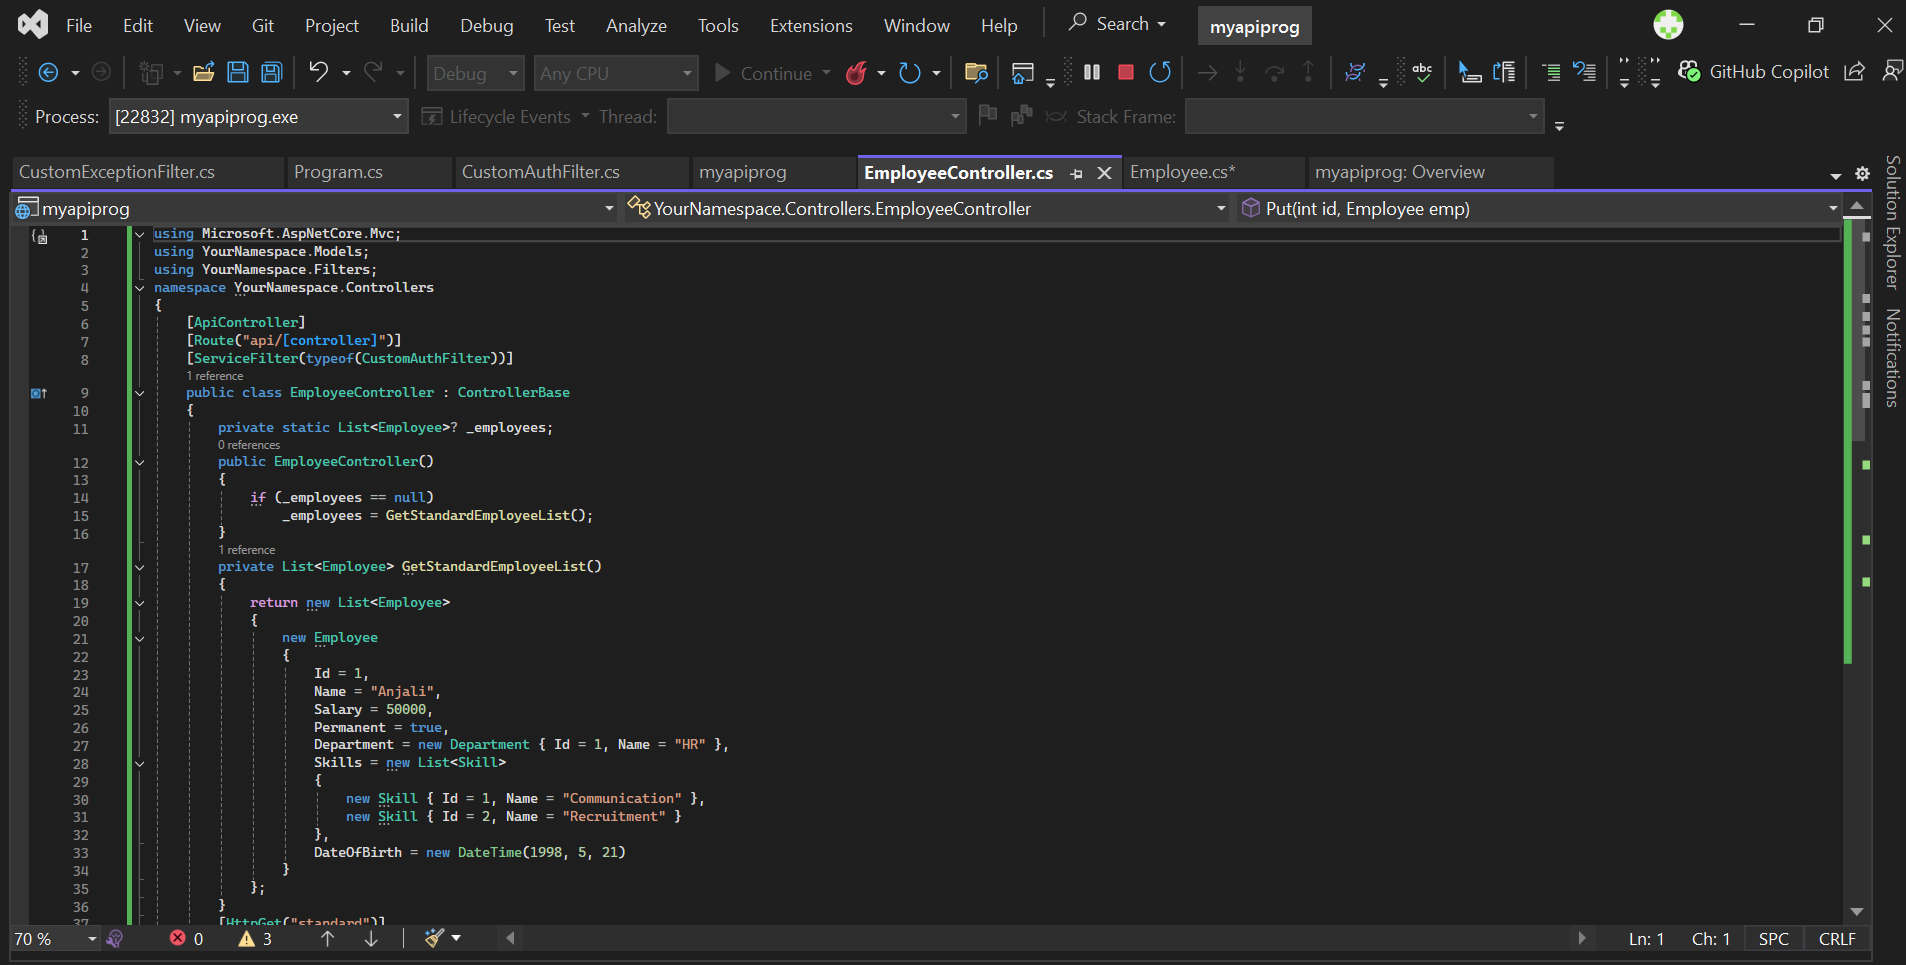 File Edit View Git Project Build Debug Test Analyze Tools Extensions Window Help Search myapiprog
Debug Any CPU Continue abc GitHub Copilot
Process: [22832] myapiprog.exe Lifecycle Events Thread: Stack Frame:
CustomExceptionFilter.cs Program.cs CustomAuthFilter.cs myapiprog EmployeeController.cs Employee.cs* myapiprog: Overview
myapiprog YourNamespace.Controllers.EmployeeController Put(int id, Employee emp)
1 using Microsoft.AspNetCore.Mvc;
2 using YourNamespace.Models;
3 using YourNamespace.Filters;
4 namespace YourNamespace.Controllers
5 {
6 [ApiController]
7 [Route("api/[controller]")]
8 [ServiceFilter(typeof(CustomAuthFilter))]
1 reference
9 public class EmployeeController : ControllerBase
10 {
11 private static List<Employee>? _employees;
0 references
12 public EmployeeController()
13 {
14 if (_employees == null)
15 _employees = GetStandardEmployeeList();
16 }
1 reference
17 private List<Employee> GetStandardEmployeeList()
18 {
19 return new List<Employee>
20 {
21 new Employee
22 {
23 Id = 1,
24 Name = "Anjali",
25 Salary = 50000,
26 Permanent = true,
27 Department = new Department { Id = 1, Name = "HR" },
28 Skills = new List<Skill>
29 {
30 new Skill { Id = 1, Name = "Communication" },
31 new Skill { Id = 2, Name = "Recruitment" }
32 },
33 DateOfBirth = new DateTime(1998, 5, 21)
34 }
35 };
36 }
37 [HttpGet("standard")]
70 % 0 3 Ln: 1 Ch: 1 SPC CRLF
Solution Explorer
Notifications